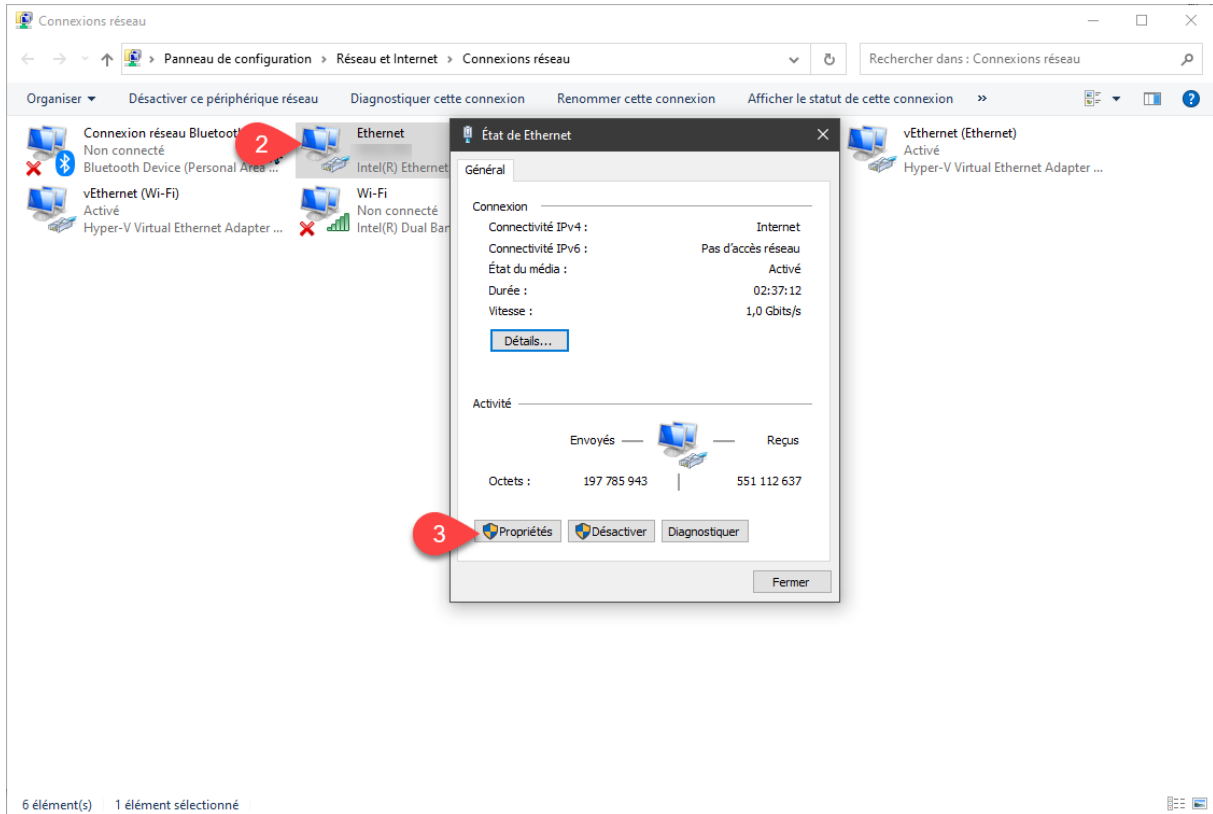 Connexions réseau
Panneau de configuration > Réseau et Internet > Connexions réseau
Rechercher dans : Connexions réseau
Organiser Désactiver ce périphérique réseau Diagnostiquer cette connexion Renommer cette connexion Afficher le statut de cette connexion »
Connexion réseau Bluetooth
Non connecté
Bluetooth Device (Personal Area ...
2
Ethernet
Intel(R) Ethernet
vEthernet (Ethernet)
Activé
Hyper-V Virtual Ethernet Adapter ...
vEthernet (Wi-Fi)
Activé
Hyper-V Virtual Ethernet Adapter ...
Wi-Fi
Non connecté
Intel(R) Dual Bar
État de Ethernet
Général
Connexion
Connectivité IPv4 : Internet
Connectivité IPv6 : Pas d'accès réseau
État du média : Activé
Durée : 02:37:12
Vitesse : 1,0 Gbits/s
Détails...
Activité
Envoyés — — Reçus
Octets : 197 785 943 551 112 637
3
Propriétés Désactiver Diagnostiquer
Fermer
6 élément(s) 1 élément sélectionné